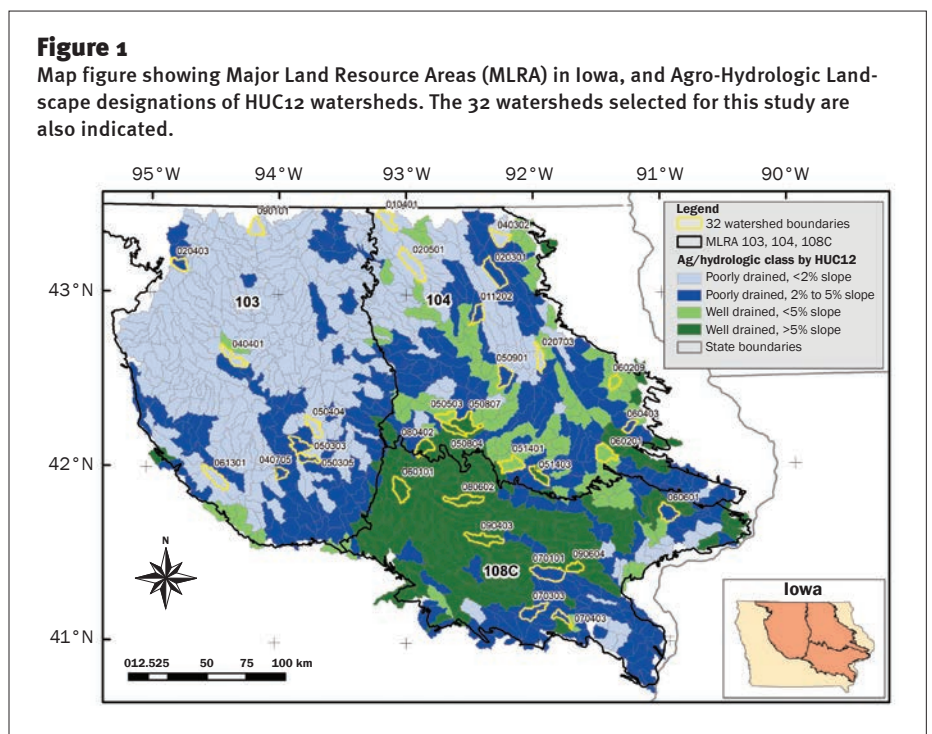 Figure 1
Map figure showing Major Land Resource Areas (MLRA) in Iowa, and Agro-Hydrologic Land-
scape designations of HUC12 watersheds. The 32 watersheds selected for this study are
also indicated.
95°W 94°W 93°W 92°W 91°W 90°W
Legend
32 watershed boundaries
MLRA 103, 104, 108C
Ag/hydrologic class by HUC12
Poorly drained, <2% slope
Poorly drained, 2% to 5% slope
Well drained, <5% slope
Well drained, >5% slope
State boundaries
090101
010401
040302
020403
020501
43°N
103
104
011202
040401
050901
020703
060209
050404
050503
050807
060403
080402
050303
050804
060201
42°N
061301
040705
050305
051401
051403
060101
080602
060601
090403
070101
090604
108C
N
070303
070403
41°N
Iowa
012.525 50 75 100 km